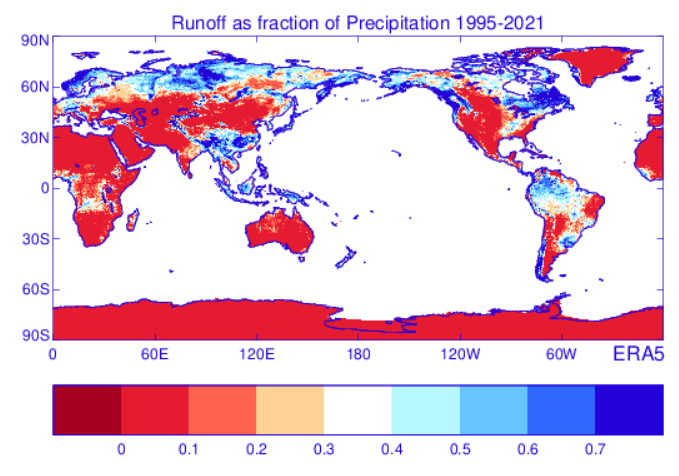 Runoff as fraction of Precipitation 1995-2021
90N
60N
30N
0
30S
60S
90S
0 60E 120E 180 120W 60W ERA5
0 0.1 0.2 0.3 0.4 0.5 0.6 0.7